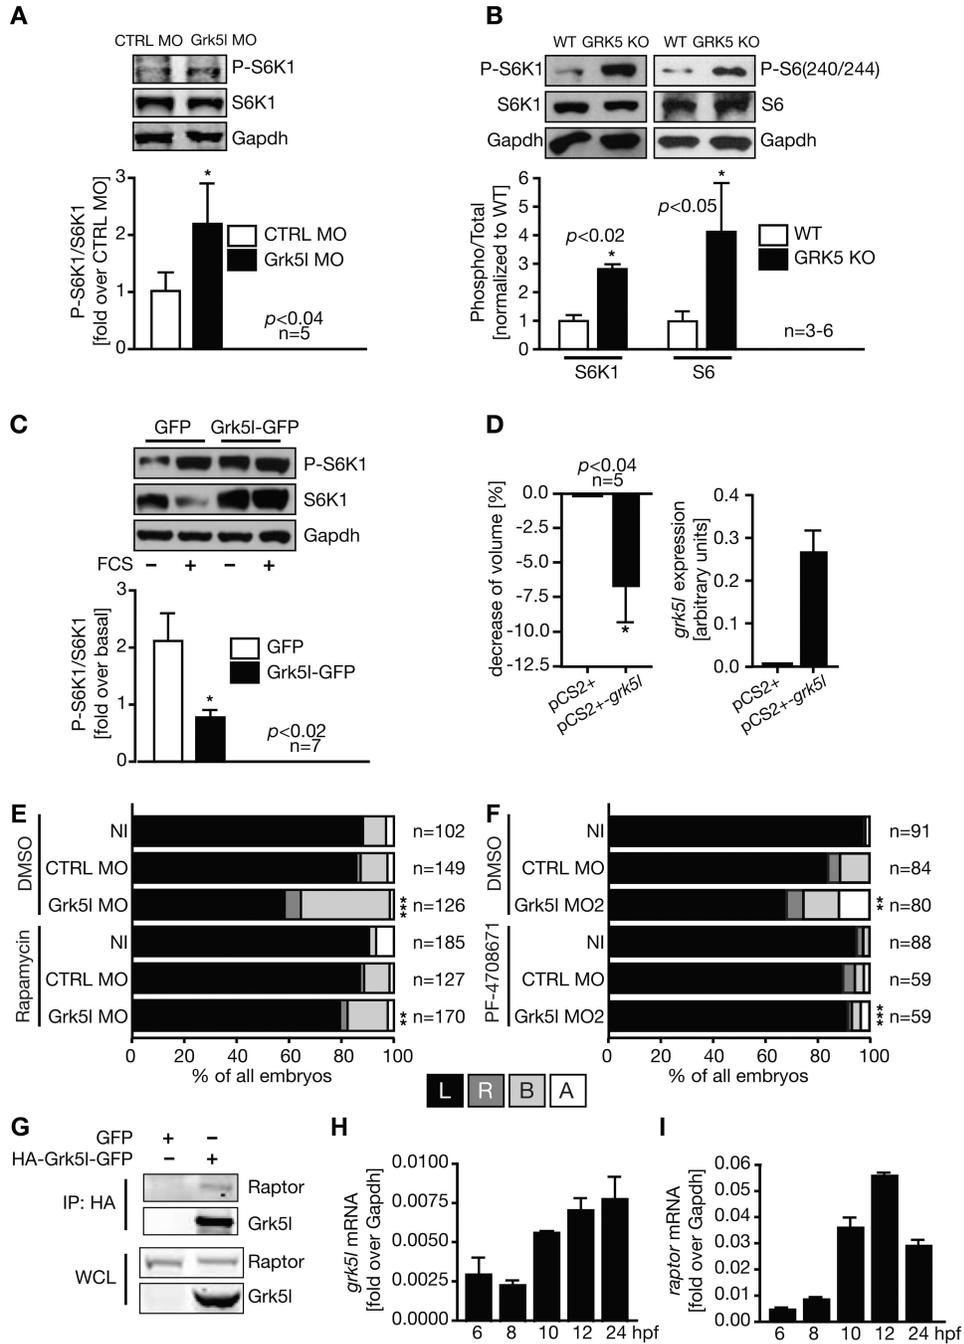 A
CTRL MO Grk5l MO
P-S6K1
S6K1
Gapdh
3
2
1
0
P-S6K1/S6K1
[fold over CTRL MO]
*
CTRL MO
Grk5l MO
p<0.04
n=5
B
WT GRK5 KO WT GRK5 KO
P-S6K1 P-S6(240/244)
S6K1 S6
Gapdh Gapdh
6
5
4
3
2
1
0
Phospho/Total
[normalized to WT]
p<0.02
*
p<0.05
*
WT
GRK5 KO
n=3-6
S6K1 S6
C
GFP Grk5l-GFP
P-S6K1
S6K1
Gapdh
FCS − + − +
3
2
1
0
P-S6K1/S6K1
[fold over basal]
*
GFP
Grk5l-GFP
p<0.02
n=7
D
p<0.04
n=5
0.0
-2.5
-5.0
-7.5
-10.0
-12.5
decrease of volume [%]
*
pCS2+
pCS2+-grk5l
0.4
0.3
0.2
0.1
0.0
grk5l expression
[arbitrary units]
pCS2+
pCS2+-grk5l
E
DMSO
NI n=102
CTRL MO n=149
Grk5l MO *** n=126
Rapamycin
NI n=185
CTRL MO n=127
Grk5l MO ** n=170
0 20 40 60 80 100
% of all embryos
F
DMSO
NI n=91
CTRL MO n=84
Grk5l MO2 ** n=80
PF-4708671
NI n=88
CTRL MO n=59
Grk5l MO2 *** n=59
0 20 40 60 80 100
% of all embryos
L R B A
G
GFP + −
HA-Grk5l-GFP − +
IP: HA
Raptor
Grk5l
WCL
Raptor
Grk5l
H
0.0100
0.0075
0.0050
0.0025
0.0000
grk5l mRNA
[fold over Gapdh]
6 8 10 12 24 hpf
I
0.06
0.05
0.04
0.03
0.02
0.01
0.00
raptor mRNA
[fold over Gapdh]
6 8 10 12 24 hpf